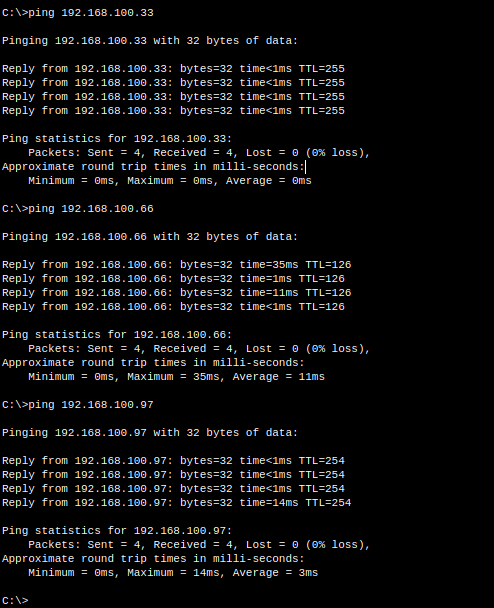 C:\>ping 192.168.100.33
Pinging 192.168.100.33 with 32 bytes of data:
Reply from 192.168.100.33: bytes=32 time<1ms TTL=255
Reply from 192.168.100.33: bytes=32 time<1ms TTL=255
Reply from 192.168.100.33: bytes=32 time<1ms TTL=255
Reply from 192.168.100.33: bytes=32 time<1ms TTL=255
Ping statistics for 192.168.100.33:
    Packets: Sent = 4, Received = 4, Lost = 0 (0% loss),
Approximate round trip times in milli-seconds:
    Minimum = 0ms, Maximum = 0ms, Average = 0ms
C:\>ping 192.168.100.66
Pinging 192.168.100.66 with 32 bytes of data:
Reply from 192.168.100.66: bytes=32 time=35ms TTL=126
Reply from 192.168.100.66: bytes=32 time=1ms TTL=126
Reply from 192.168.100.66: bytes=32 time=11ms TTL=126
Reply from 192.168.100.66: bytes=32 time<1ms TTL=126
Ping statistics for 192.168.100.66:
    Packets: Sent = 4, Received = 4, Lost = 0 (0% loss),
Approximate round trip times in milli-seconds:
    Minimum = 0ms, Maximum = 35ms, Average = 11ms
C:\>ping 192.168.100.97
Pinging 192.168.100.97 with 32 bytes of data:
Reply from 192.168.100.97: bytes=32 time<1ms TTL=254
Reply from 192.168.100.97: bytes=32 time<1ms TTL=254
Reply from 192.168.100.97: bytes=32 time<1ms TTL=254
Reply from 192.168.100.97: bytes=32 time=14ms TTL=254
Ping statistics for 192.168.100.97:
    Packets: Sent = 4, Received = 4, Lost = 0 (0% loss),
Approximate round trip times in milli-seconds:
    Minimum = 0ms, Maximum = 14ms, Average = 3ms
C:\>